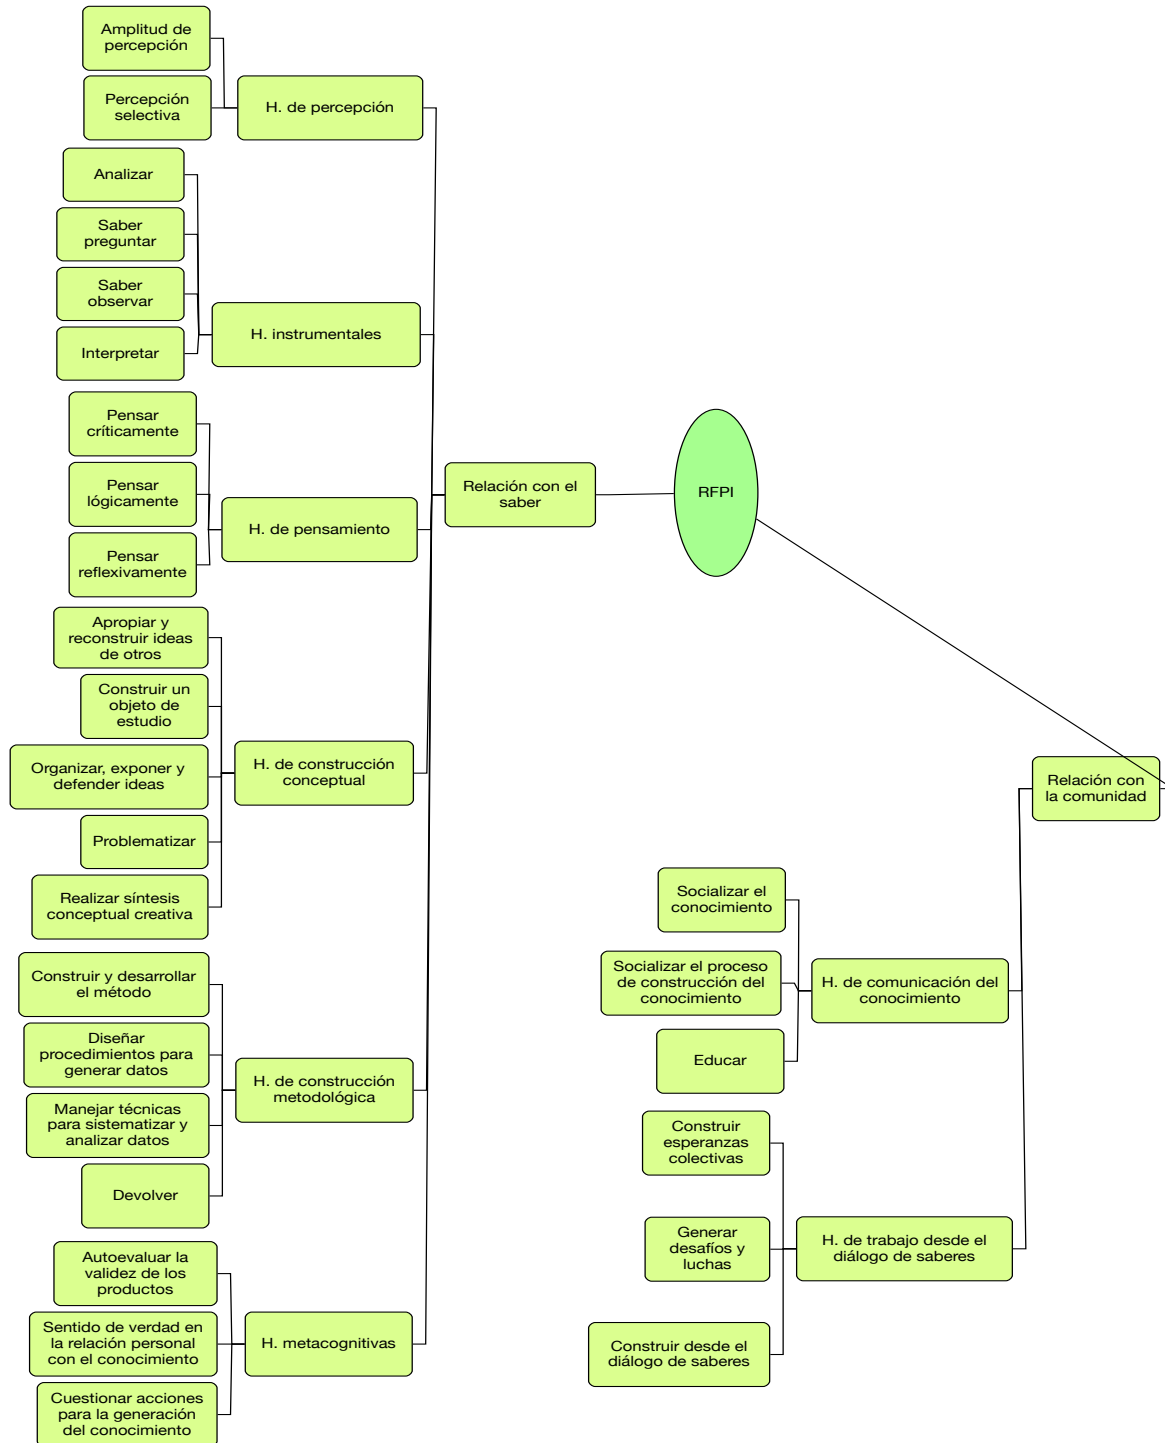 Amplitud de
percepción
Percepción
selectiva
H. de percepción
Analizar
Saber
preguntar
Saber
observar
Interpretar
H. instrumentales
Pensar
críticamente
Pensar
lógicamente
Pensar
reflexivamente
H. de pensamiento
Relación con el
saber
RFPI
Apropiar y
reconstruir ideas
de otros
Construir un
objeto de
estudio
Organizar, exponer y
defender ideas
Problematizar
Realizar síntesis
conceptual creativa
H. de construcción
conceptual
Construir y desarrollar
el método
Diseñar
procedimientos para
generar datos
Manejar técnicas
para sistematizar y
analizar datos
Devolver
H. de construcción
metodológica
Autoevaluar la
validez de los
productos
Sentido de verdad en
la relación personal
con el conocimiento
Cuestionar acciones
para la generación
del conocimiento
H. metacognitivas
Relación con
la comunidad
Socializar el
conocimiento
Socializar el proceso
de construcción del
conocimiento
Educar
H. de comunicación del
conocimiento
Construir
esperanzas
colectivas
Generar
desafíos y
luchas
Construir desde el
diálogo de saberes
H. de trabajo desde el
diálogo de saberes